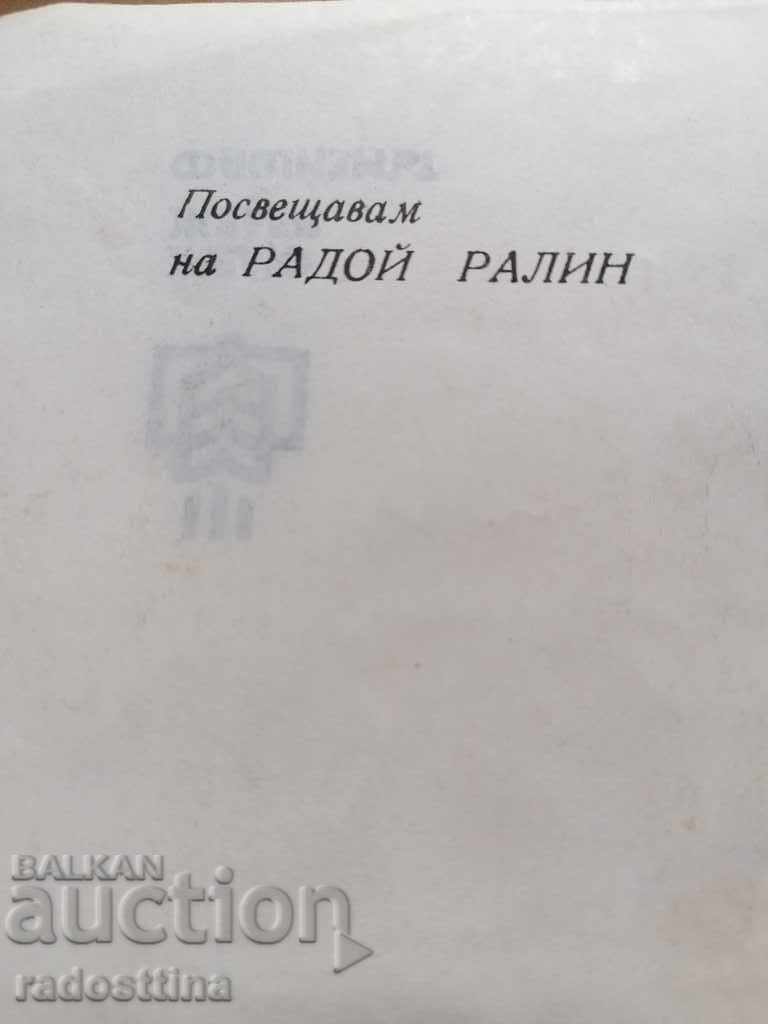 Посвещавам
на РАДОЙ РАЛИН
BALKAN
auction
radosttina